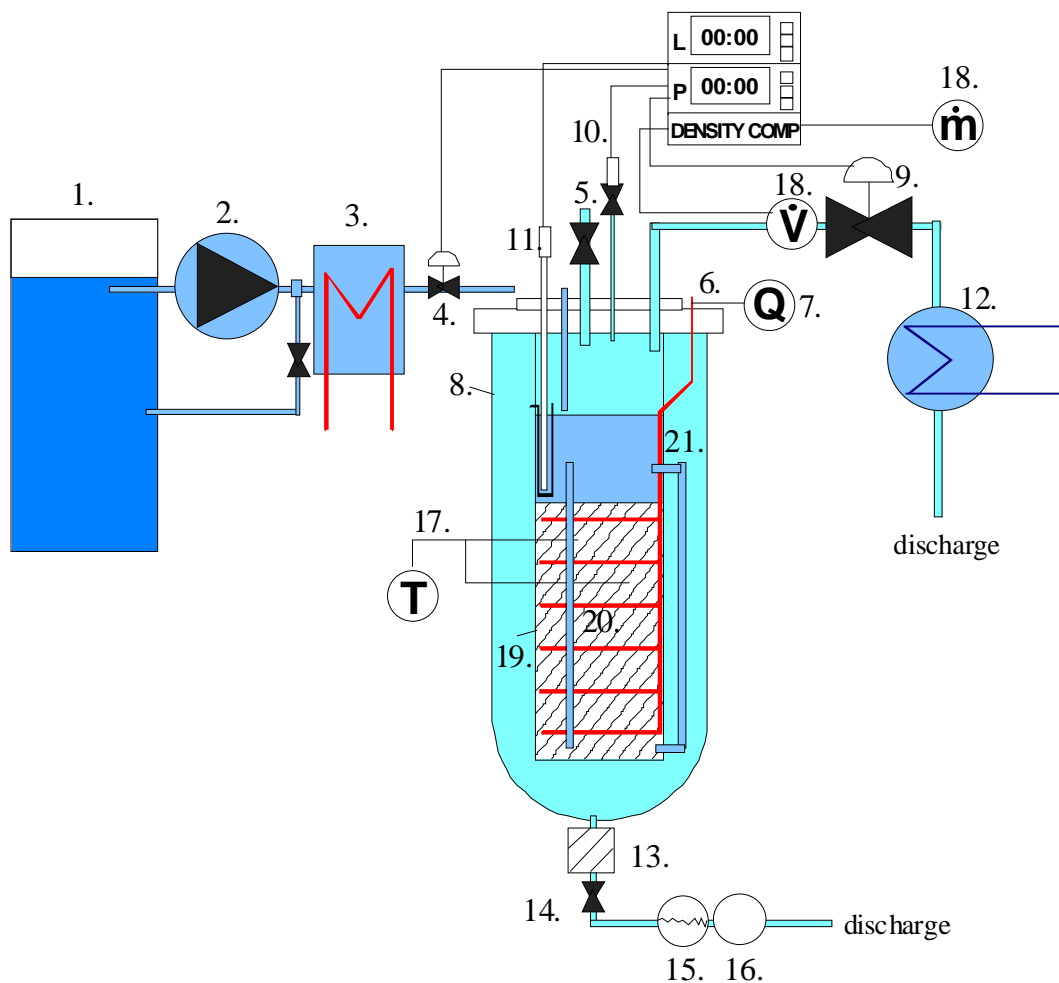 L 00:00
P 00:00
DENSITY COMP
18.
ṁ
10.
1.
2.
3.
5.
18.
9.
V̇
11.
4.
6.
Q
7.
12.
8.
21.
17.
discharge
T
20.
19.
13.
14.
discharge
15.
16.